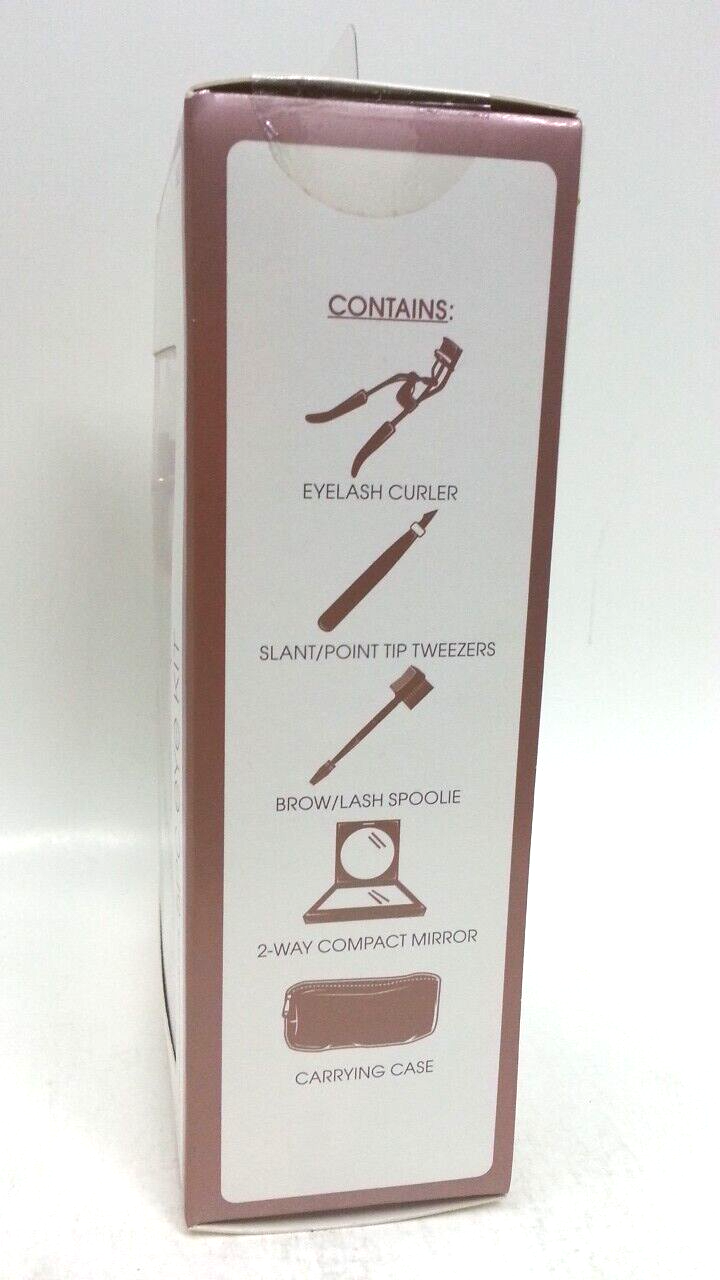 CONTAINS:
EYELASH CURLER
SLANT/POINT TIP TWEEZERS
BROW/LASH SPOOLIE
2-WAY COMPACT MIRROR
CARRYING CASE